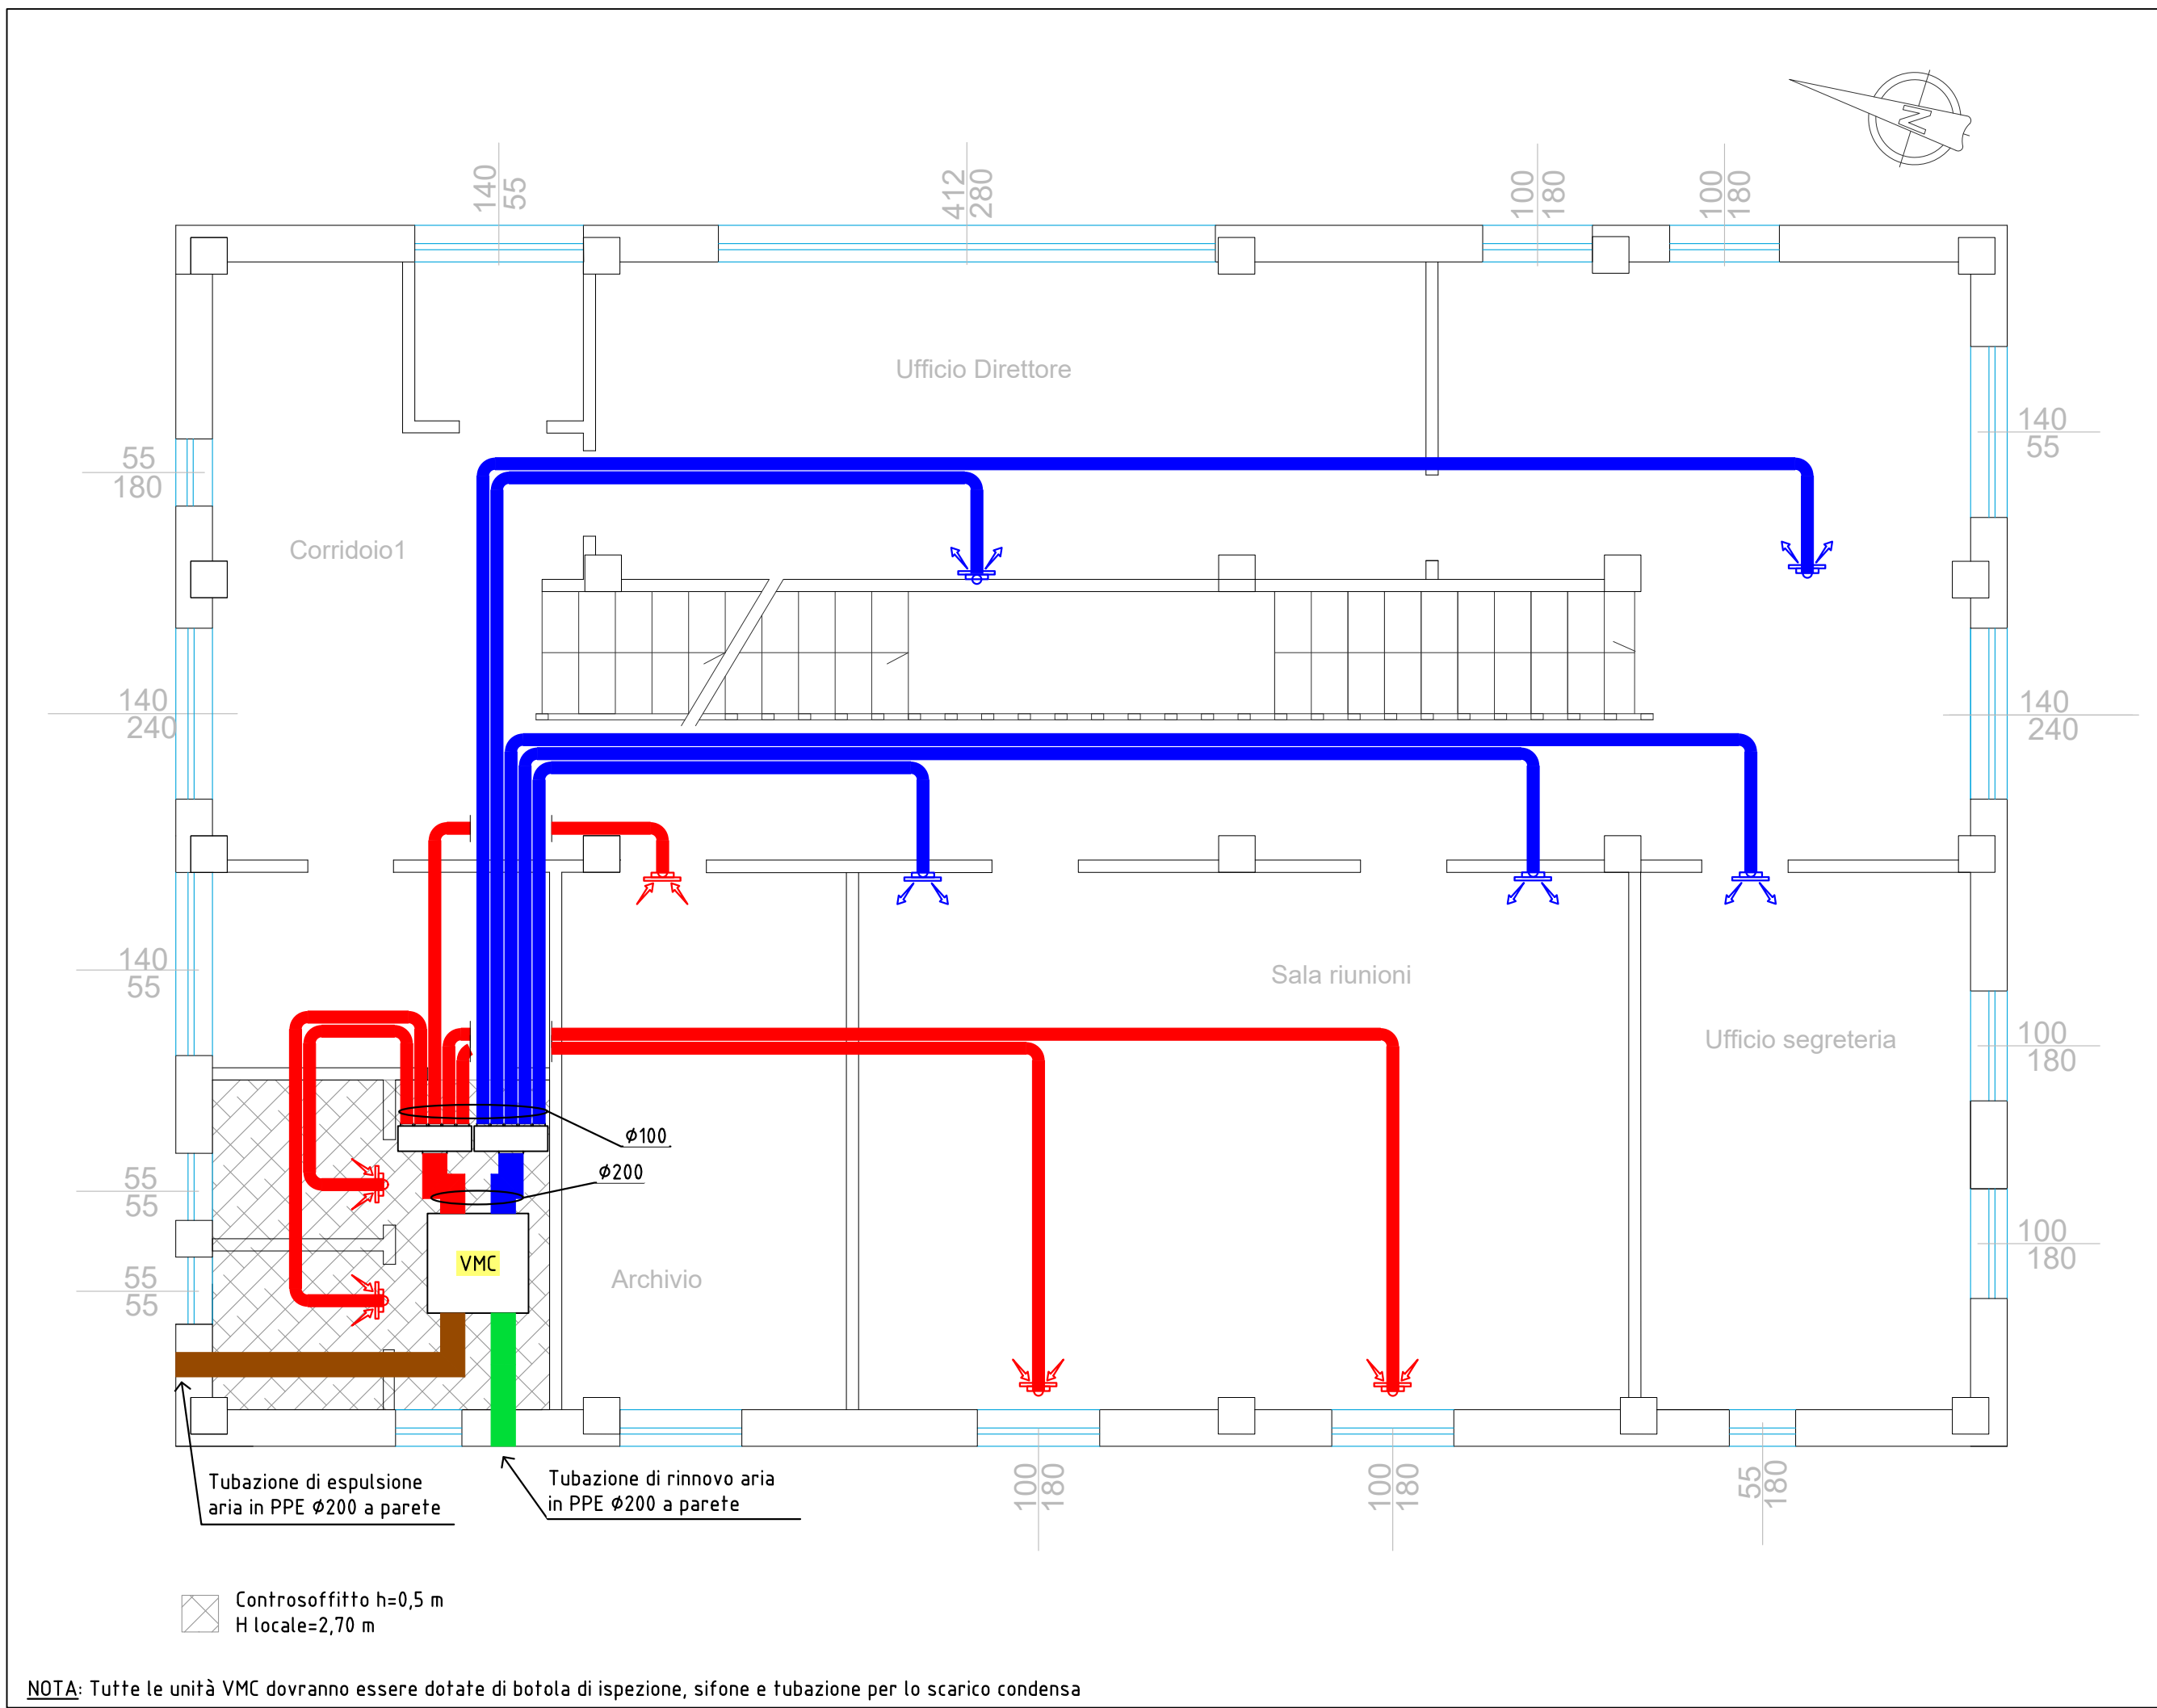 N
140
55
412
280
100
180
100
180
Ufficio Direttore
140
55
55
180
Corridoio1
140
240
140
240
140
55
Sala riunioni
Ufficio segreteria
100
180
Ø100
Ø200
55
55
100
180
VMC
Archivio
55
55
Tubazione di espulsione
aria in PPE Ø200 a parete
Tubazione di rinnovo aria
in PPE Ø200 a parete
100
180
100
180
55
180
Controsoffitto h=0,5 m
H locale=2,70 m
NOTA: Tutte le unità VMC dovranno essere dotate di botola di ispezione, sifone e tubazione per lo scarico condensa